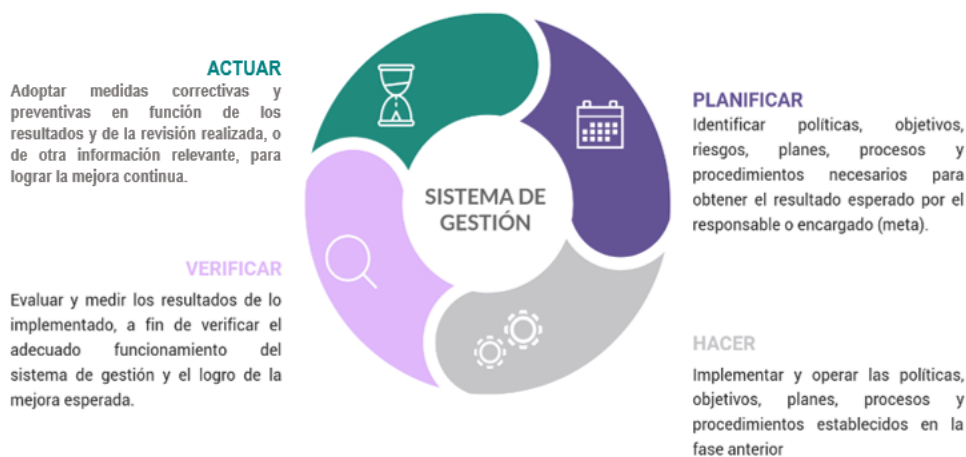 ACTUAR
Adoptar medidas correctivas y
preventivas en función de los
resultados y de la revisión realizada, o
de otra información relevante, para
lograr la mejora continua.
PLANIFICAR
Identificar políticas, objetivos,
riesgos, planes, procesos y
procedimientos necesarios para
obtener el resultado esperado por el
responsable o encargado (meta).
SISTEMA DE
GESTIÓN
VERIFICAR
Evaluar y medir los resultados de lo
implementado, a fin de verificar el
adecuado funcionamiento del
sistema de gestión y el logro de la
mejora esperada.
HACER
Implementar y operar las políticas,
objetivos, planes, procesos y
procedimientos establecidos en la
fase anterior